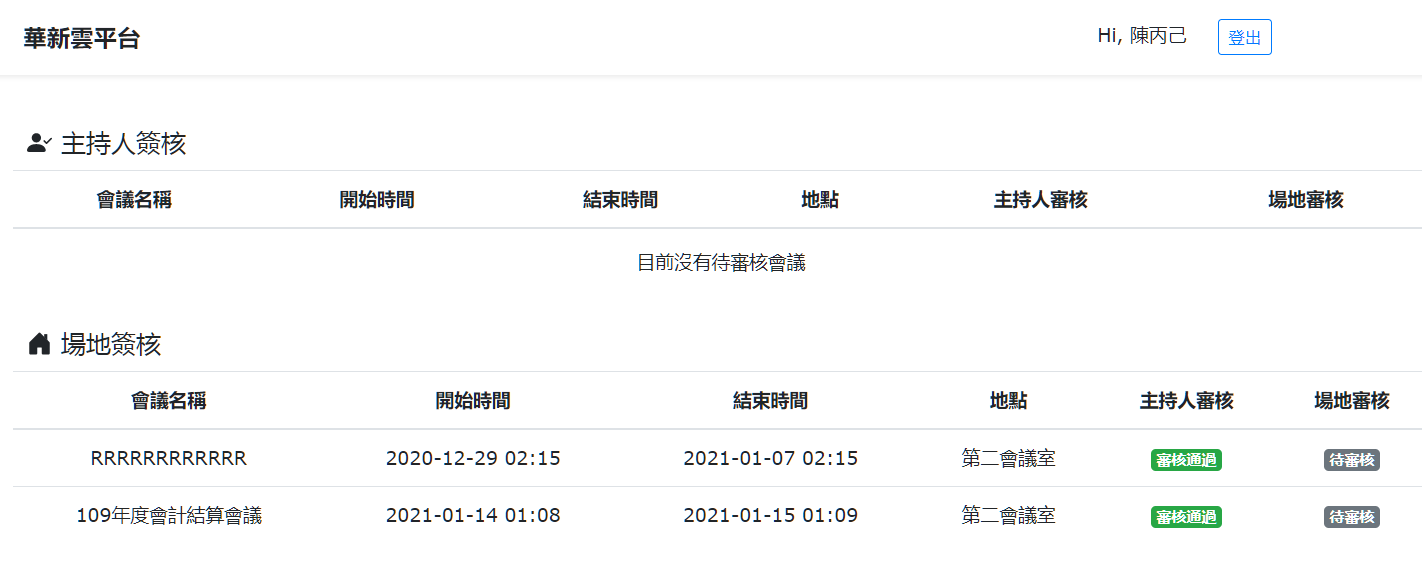 華新雲平台 Hi, 陳丙己 登出
主持人簽核
會議名稱 開始時間 結束時間 地點 主持人審核 場地審核
目前沒有待審核會議
場地簽核
會議名稱 開始時間 結束時間 地點 主持人審核 場地審核
RRRRRRRRRRRR 2020-12-29 02:15 2021-01-07 02:15 第二會議室 審核通過 待審核
109年度會計結算會議 2021-01-14 01:08 2021-01-15 01:09 第二會議室 審核通過 待審核